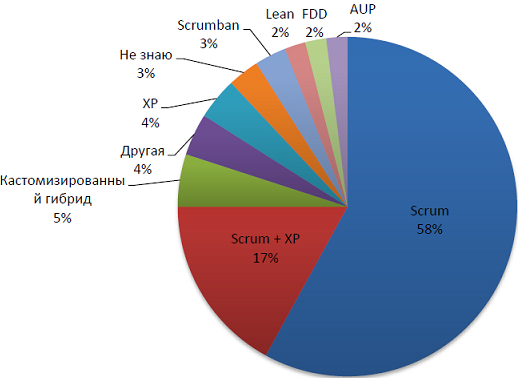 Scrum
58%
Scrum + XP
17%
Кастомизированны
й гибрид
5%
Другая
4%
XP
4%
Не знаю
3%
Scrumban
3%
Lean
2%
FDD
2%
AUP
2%